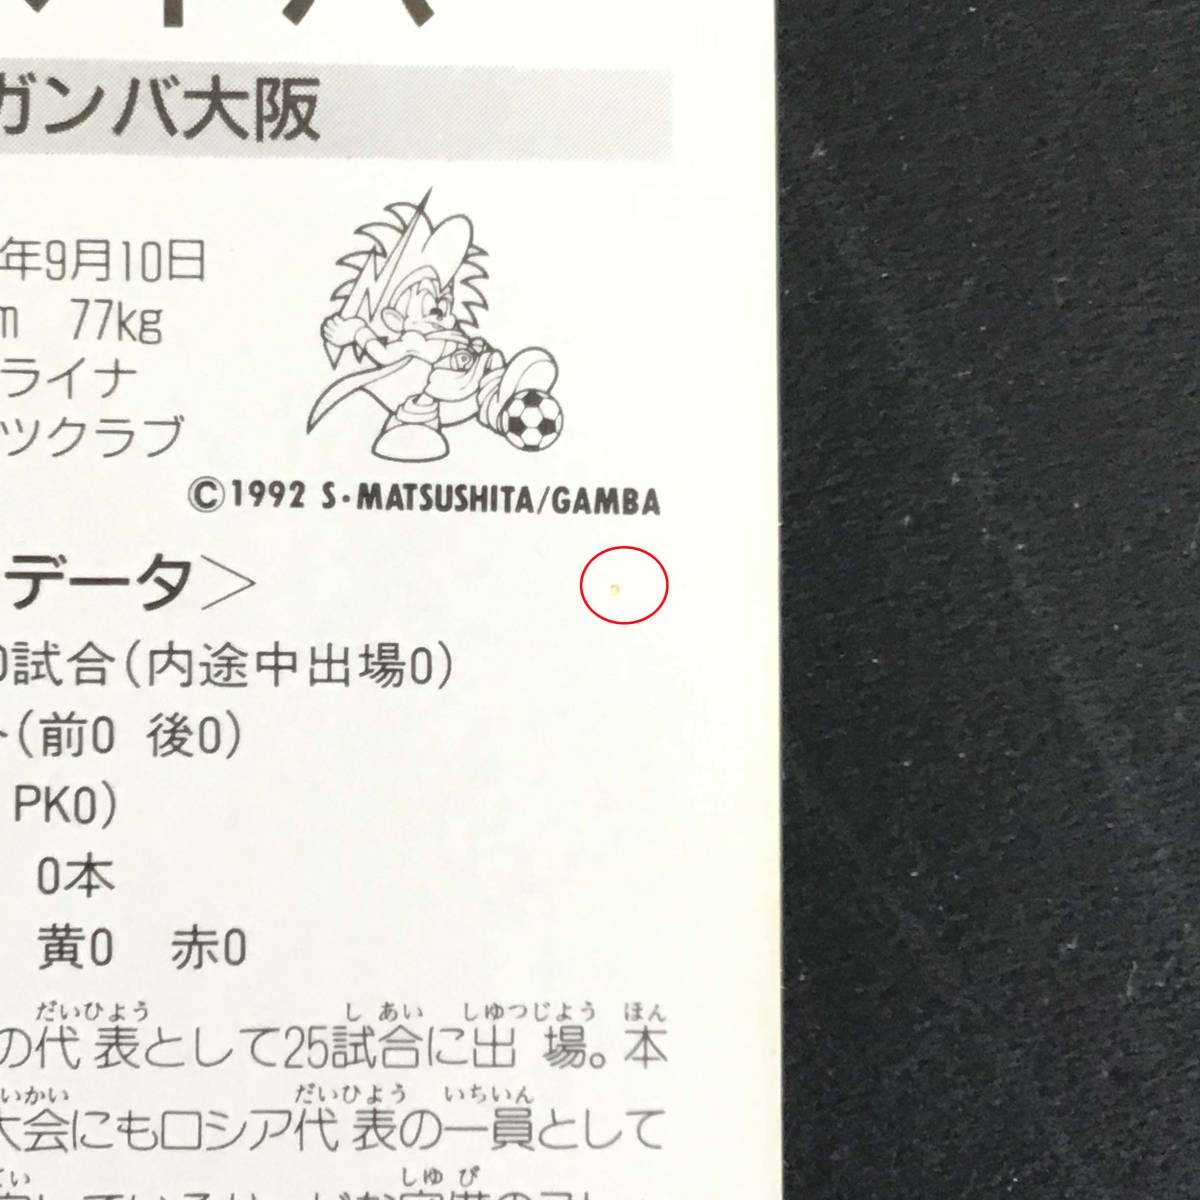 ガンバ大阪
年9月10日
m 77kg
ライナ
ツクラブ
©1992 S・MATSUSHITA/GAMBA
データ＞
0試合(内途中出場0)
(前0 後0)
PK0)
0本
黄0 赤0
だいひょう しあい しゅつじょう ほん
の代表として25試合に出場。本
いかい だいひょう いちいん
大会にもロシア代表の一員として
しゅび